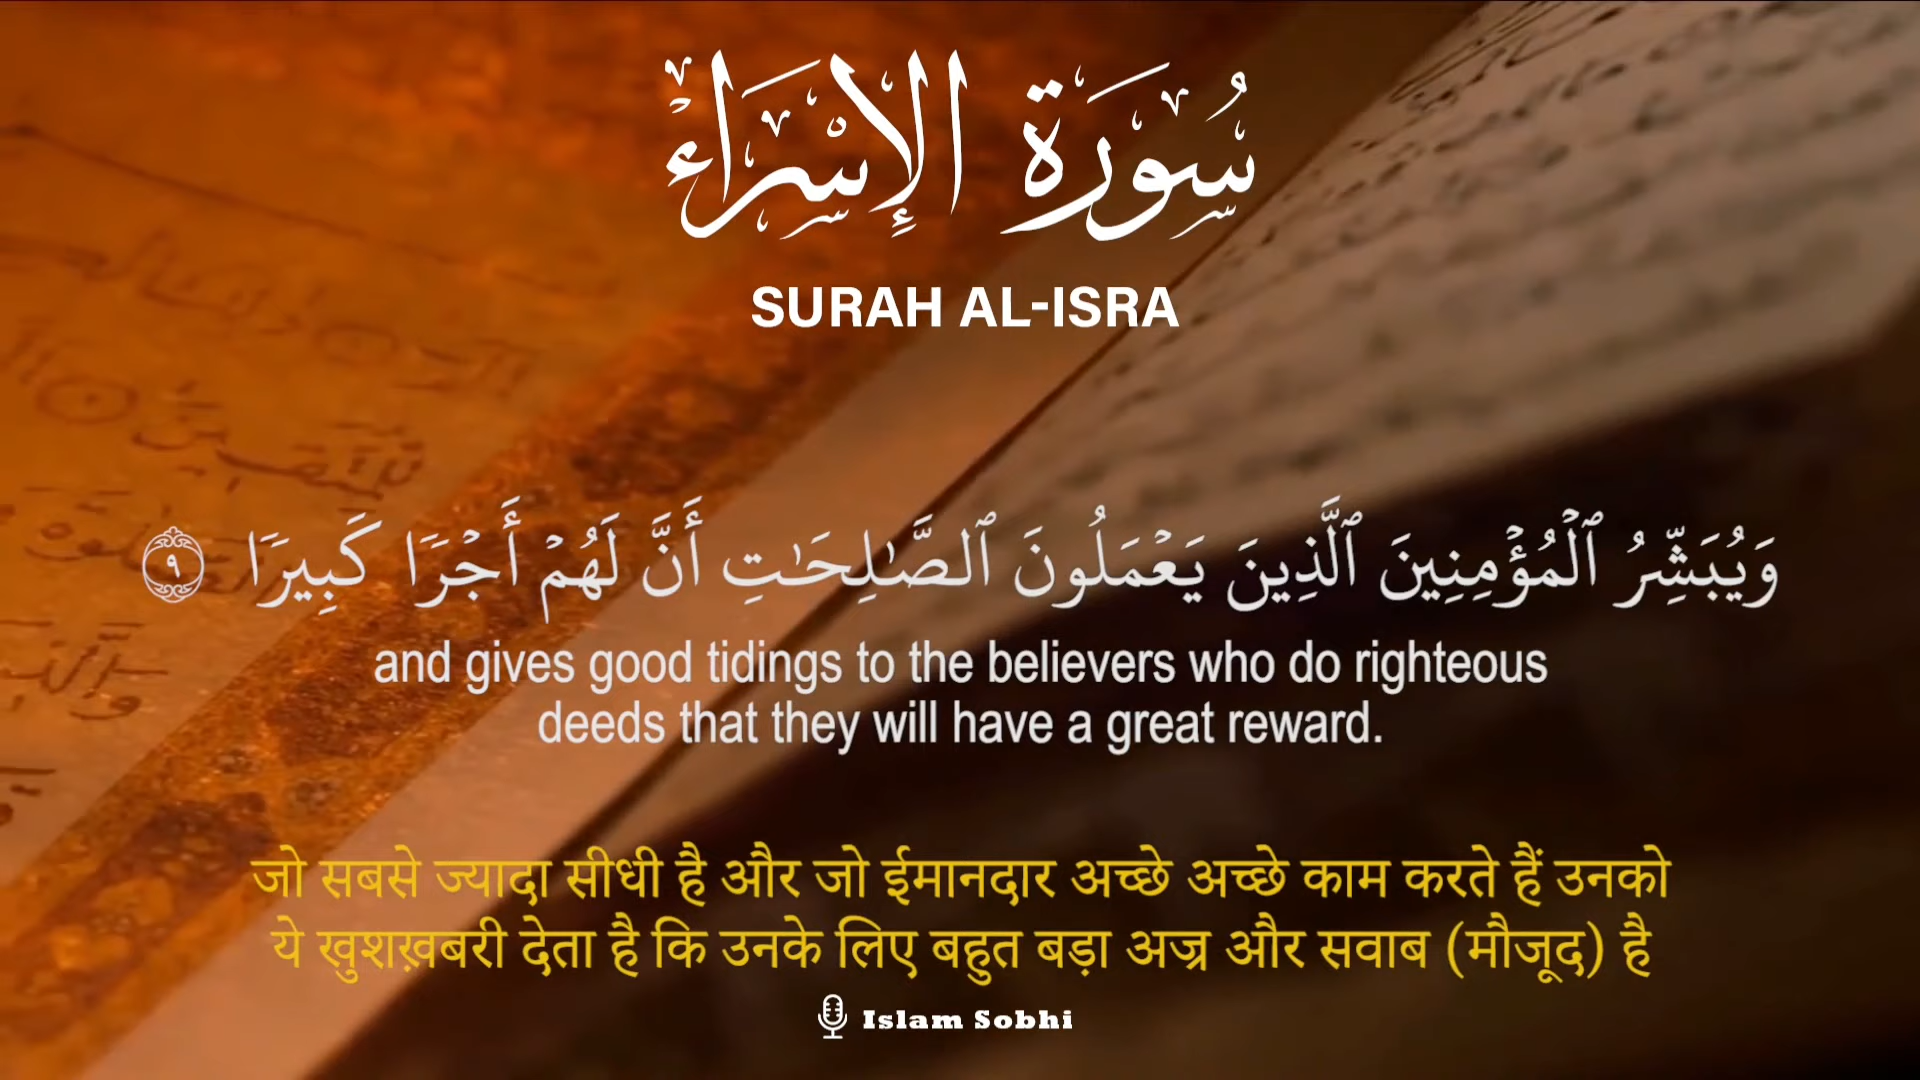 سُورَةُ الْإِسْرَاءِ
SURAH AL-ISRA
وَيُبَشِّرُ ٱلۡمُؤۡمِنِينَ ٱلَّذِينَ يَعۡمَلُونَ ٱلصَّـٰلِحَـٰتِ أَنَّ لَهُمۡ أَجۡرٗا كَبِيرٗا ٩
and gives good tidings to the believers who do righteous
deeds that they will have a great reward.
जो सबसे ज्यादा सीधी है और जो ईमानदार अच्छे अच्छे काम करते हैं उनको
ये खुशख़बरी देता है कि उनके लिए बहुत बड़ा अज्र और सवाब (मौजूद) है
Islam Sobhi